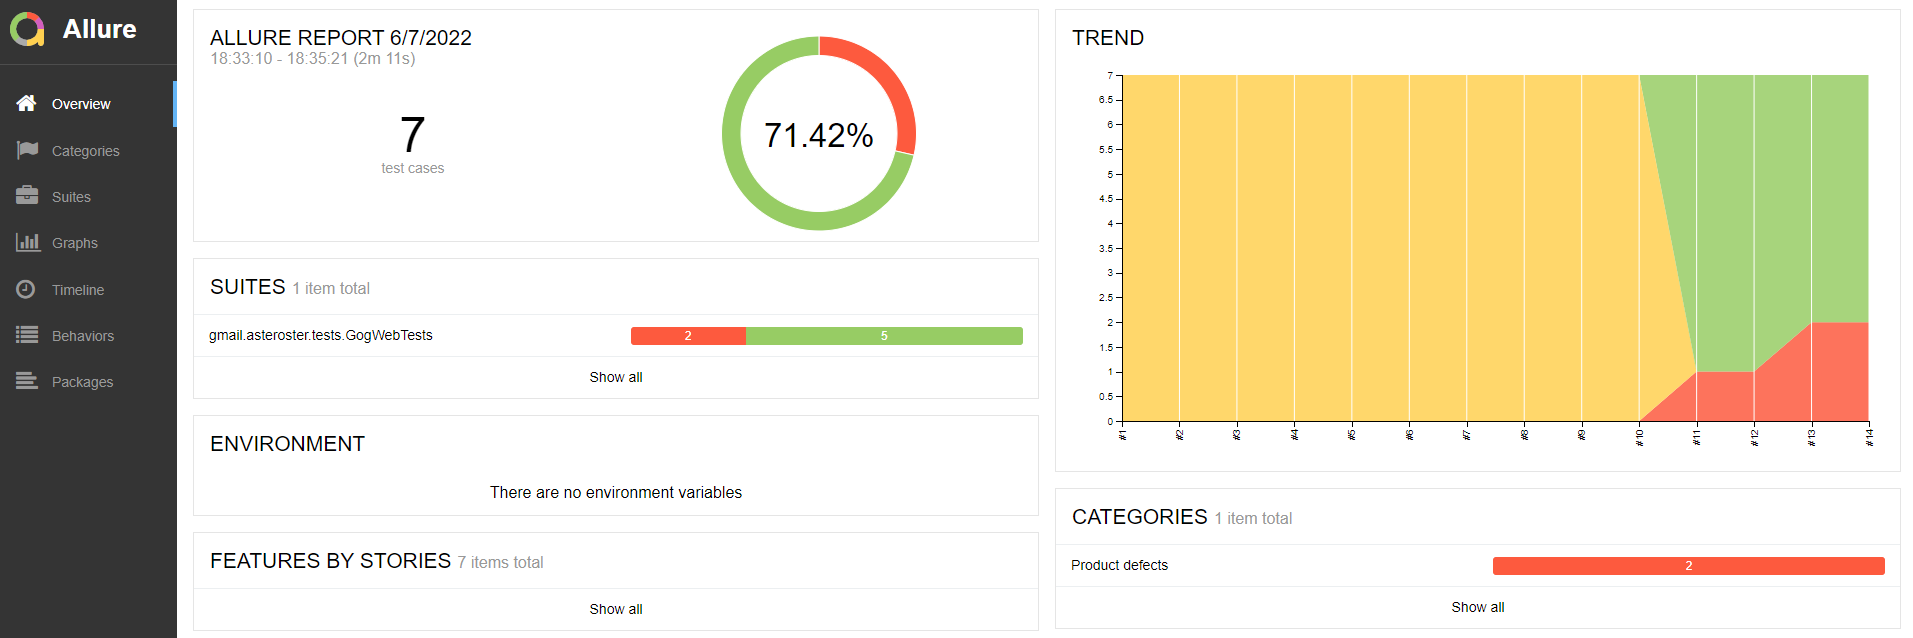 Allure
Overview
Categories
Suites
Graphs
Timeline
Behaviors
Packages
ALLURE REPORT 6/7/2022
18:33:10 - 18:35:21 (2m 11s)
7
test cases
71.42%
SUITES 1 item total
gmail.asteroster.tests.GogWebTests 2 5
Show all
ENVIRONMENT
There are no environment variables
FEATURES BY STORIES 7 items total
Show all
TREND
7
6.5
6
5.5
5
4.5
4
3.5
3
2.5
2
1.5
1
0.5
0
#1 #2 #3 #4 #5 #6 #7 #8 #9 #10 #11 #12 #13 #14
CATEGORIES 1 item total
Product defects 2
Show all